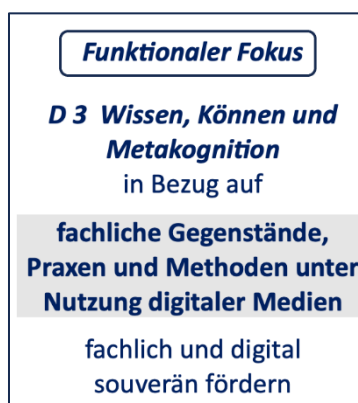 Funktionaler Fokus
D 3 Wissen, Können und
Metakognition
in Bezug auf
fachliche Gegenstände,
Praxen und Methoden unter
Nutzung digitaler Medien
fachlich und digital
souverän fördern